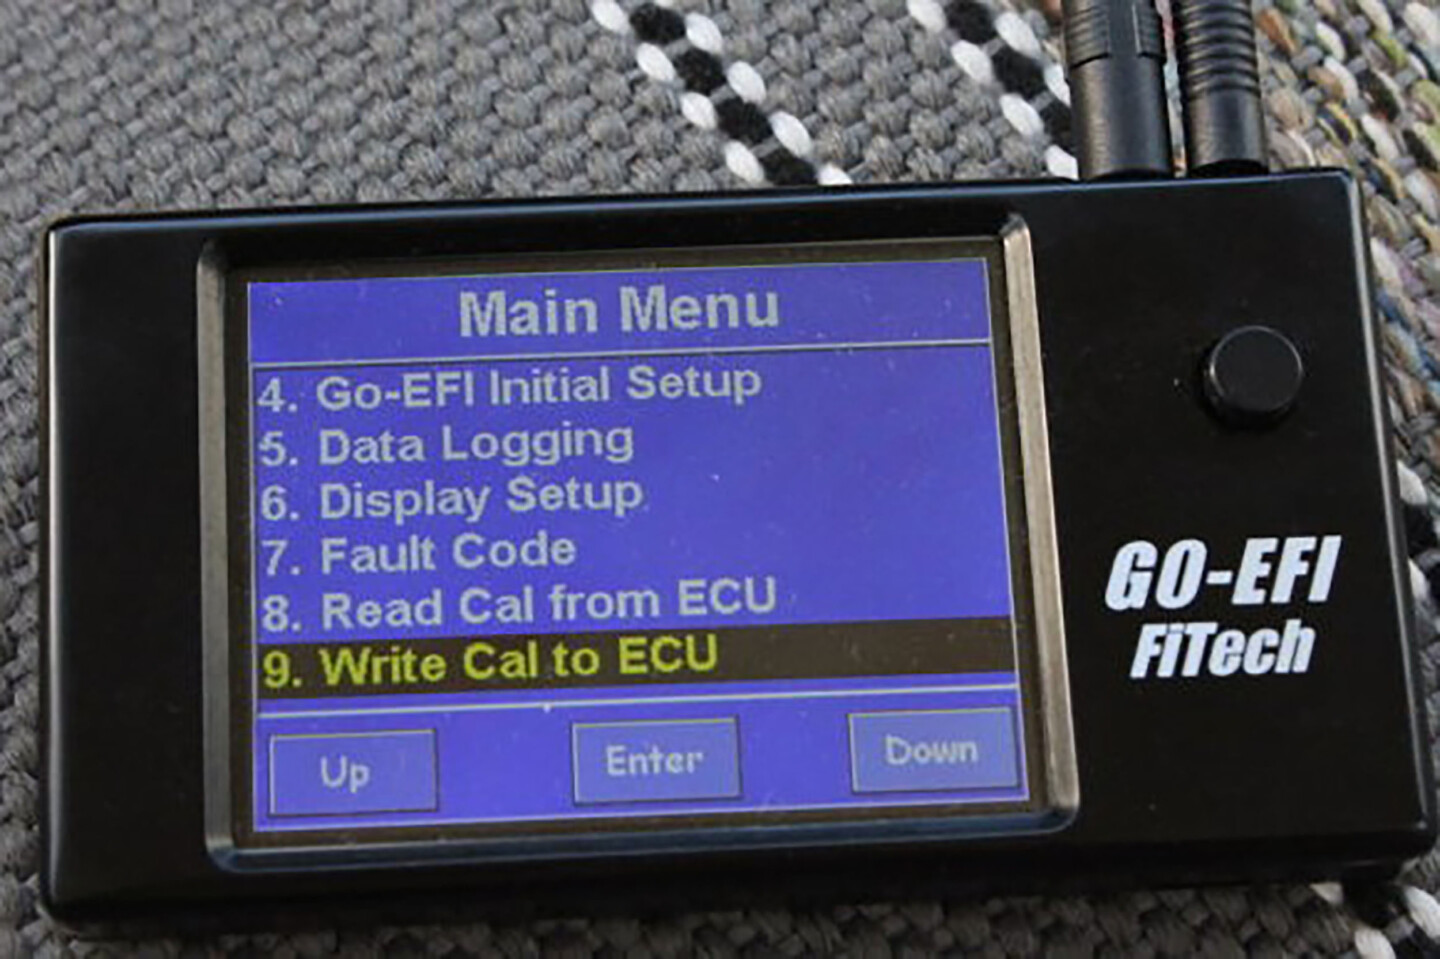 Main Menu
4. Go-EFI Initial Setup
5. Data Logging
6. Display Setup
7. Fault Code
8. Read Cal from ECU
9. Write Cal to ECU
Up Enter Down
GO-EFI
FiTech